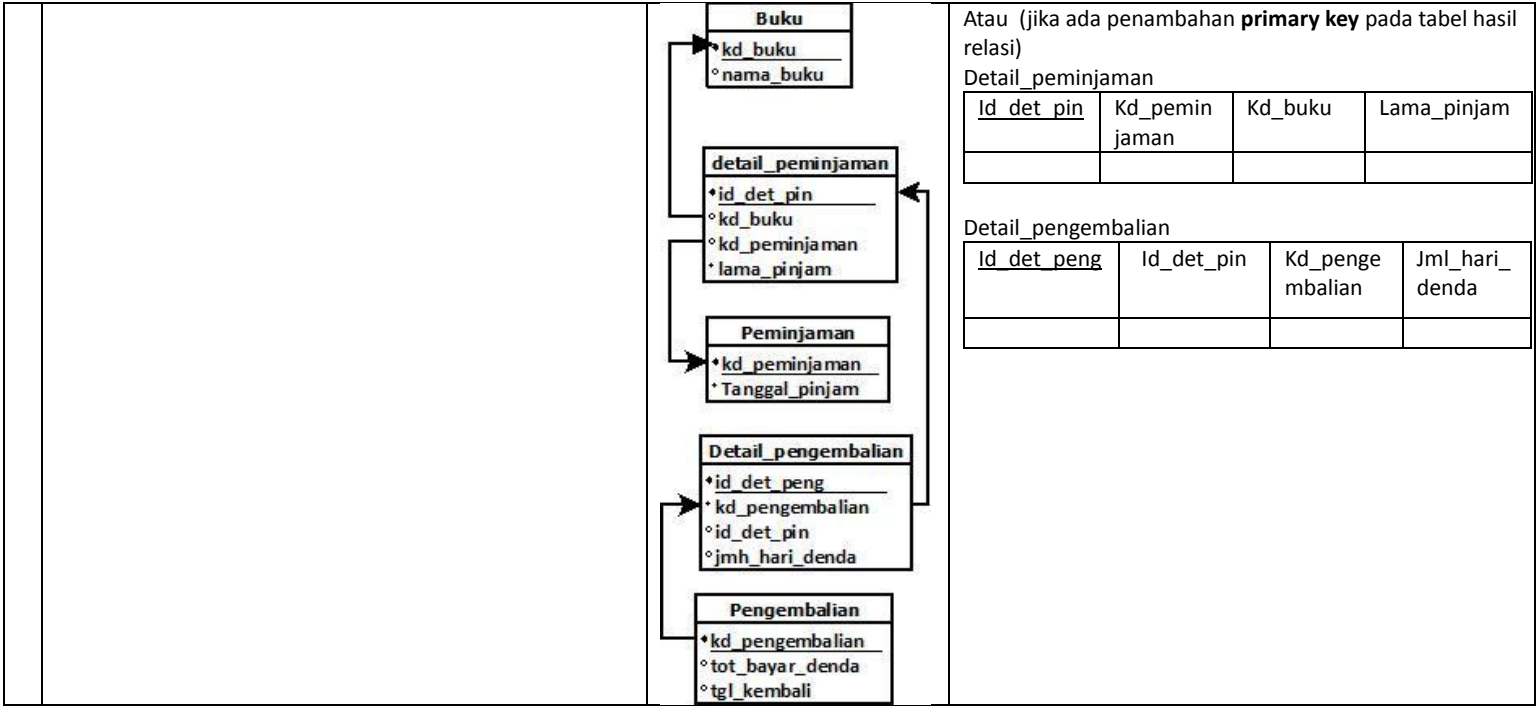 Buku
kd_buku
nama_buku
detail_peminjaman
id_det_pin
kd_buku
kd_peminjaman
lama_pinjam
Peminjaman
kd_peminjaman
Tanggal_pinjam
Detail_pengembalian
id_det_peng
kd_pengembalian
id_det_pin
jmh_hari_denda
Pengembalian
kd_pengembalian
tot_bayar_denda
tgl_kembali
Atau (jika ada penambahan primary key pada tabel hasil
relasi)
Detail_peminjaman
Id_det_pin Kd_pemin Kd_buku Lama_pinjam
jaman
Detail_pengembalian
Id_det_peng Id_det_pin Kd_penge Jml_hari_
mbalian denda